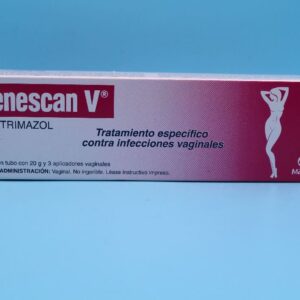 enescan V®
TRIMAZOL
Tratamiento específico
contra infecciones vaginales
tubo con 20 g y 3 aplicadores vaginales
ADMINISTRACIÓN: Vaginal. No ingerible. Léase instructivo impreso.